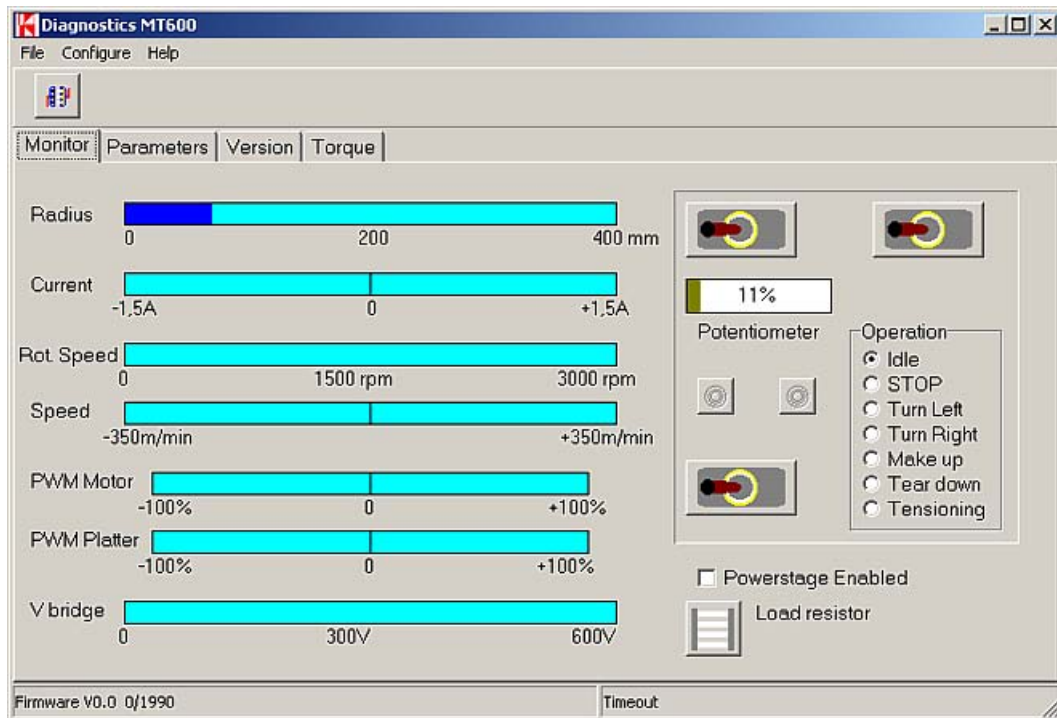 Diagnostics MT600
File Configure Help
Monitor Parameters Version Torque
Radius
0 200 400 mm
Current
-1,5A 0 +1,5A
Rot. Speed
0 1500 rpm 3000 rpm
Speed
-350m/min +350m/min
PWM Motor
-100% 0 +100%
PWM Platter
-100% 0 +100%
V bridge
0 300V 600V
11%
Potentiometer
Operation
Idle
STOP
Turn Left
Turn Right
Make up
Tear down
Tensioning
Powerstage Enabled
Load resistor
Firmware V0.0 0/1990 Timeout